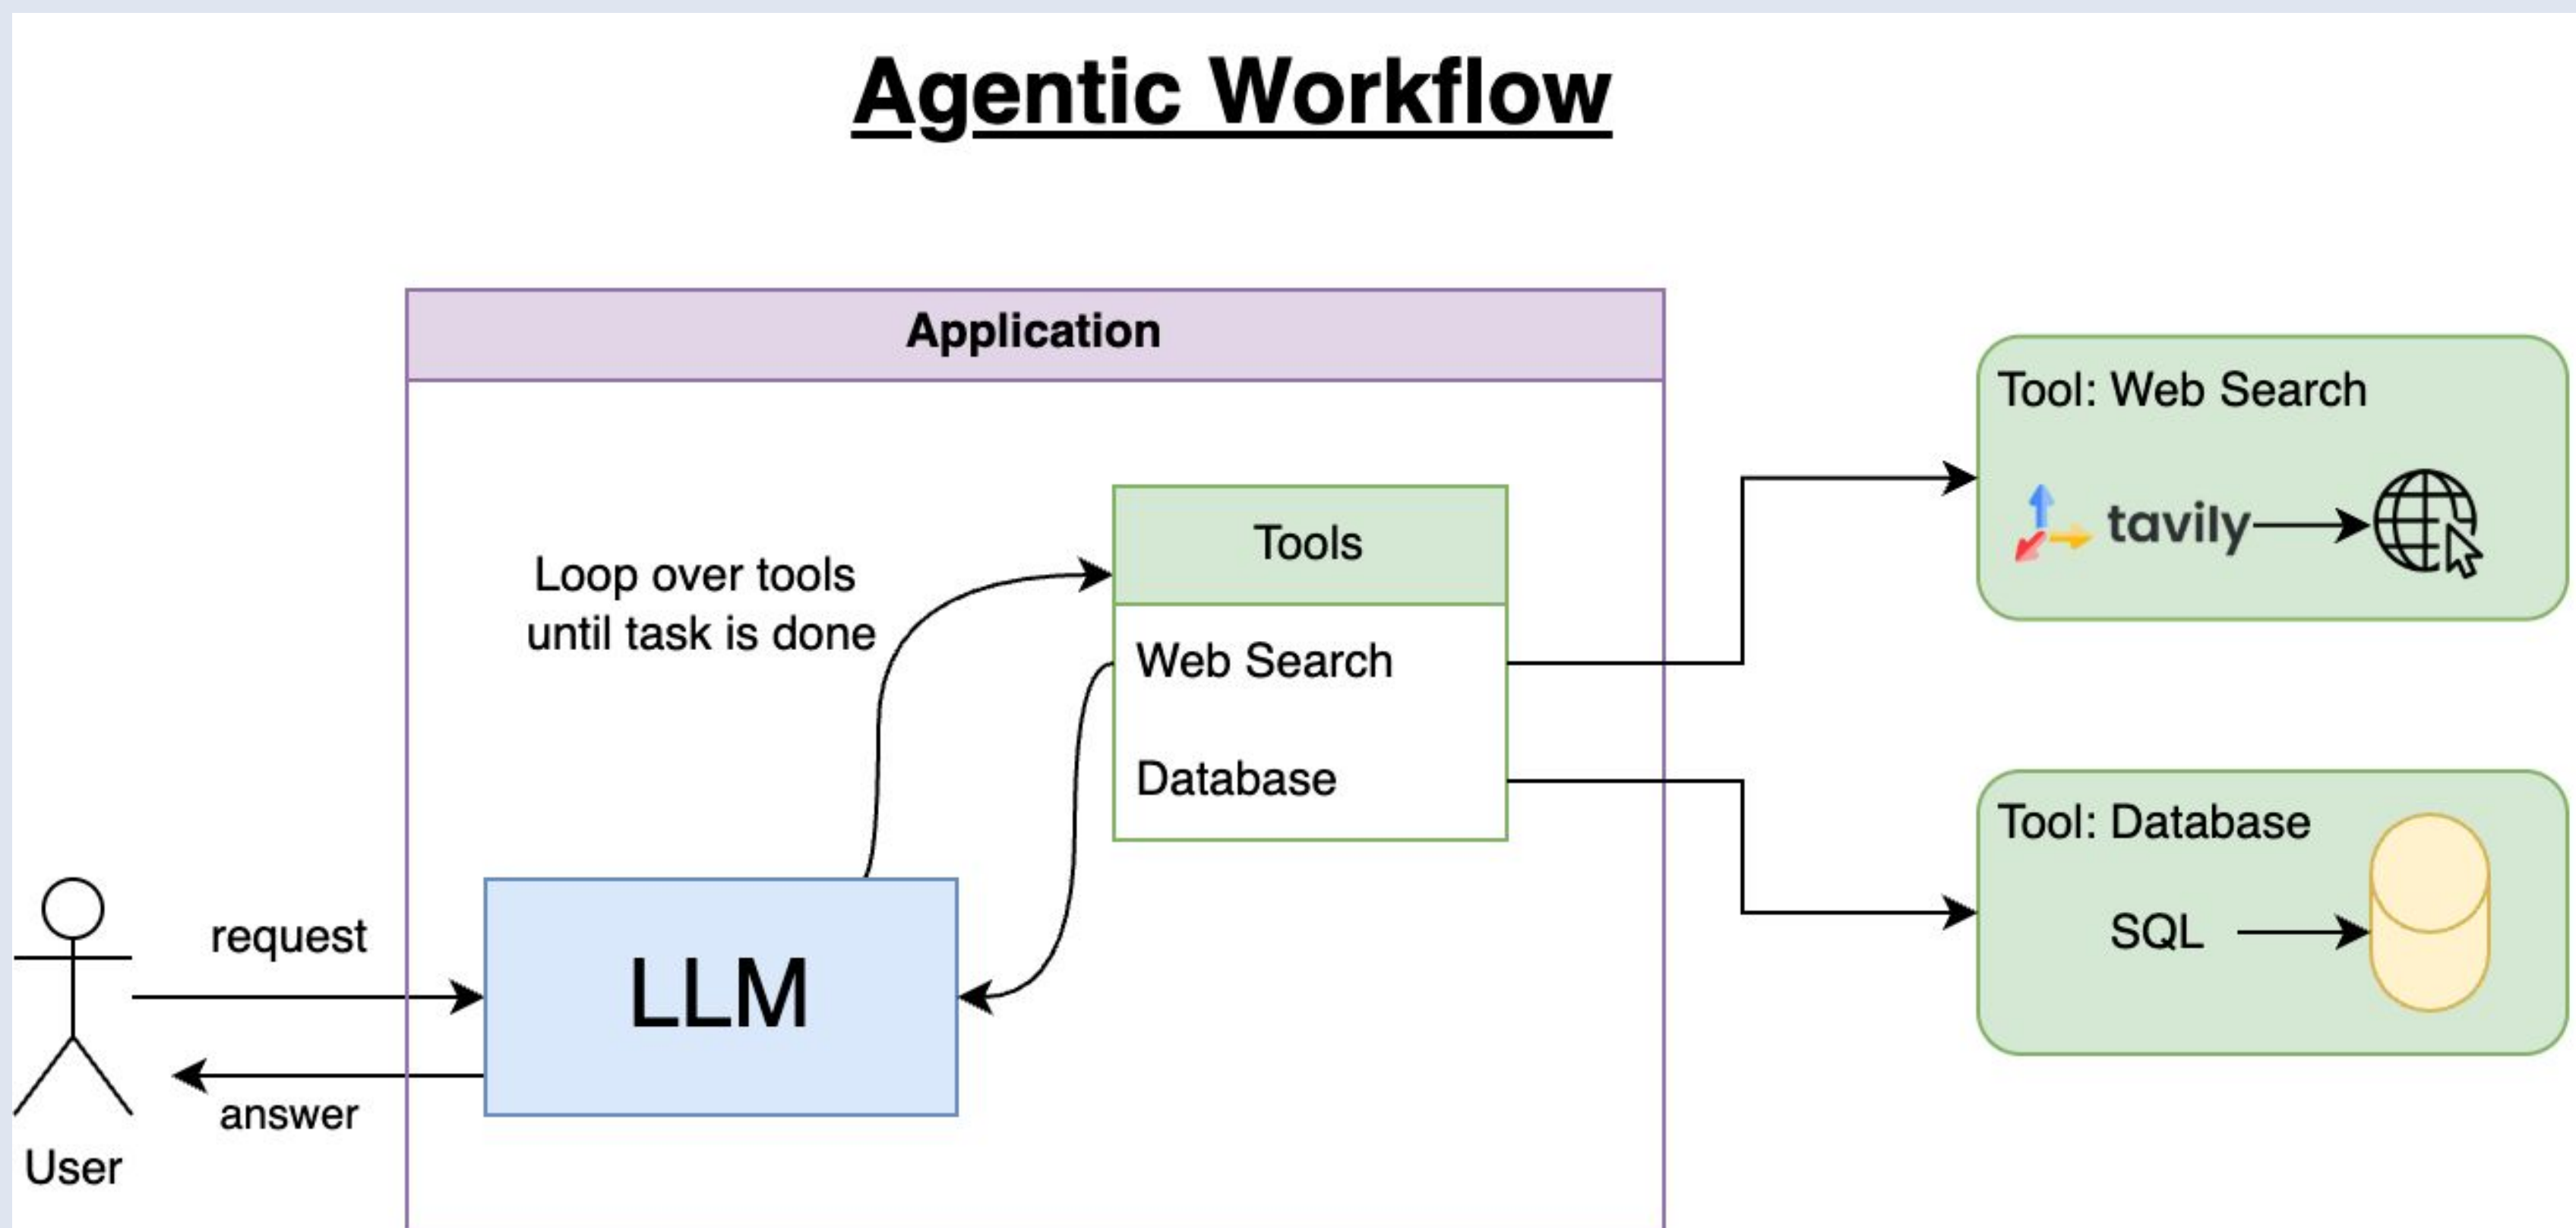 Agentic Workflow
Application
Loop over tools
until task is done
Tools
Web Search
Database
Tool: Web Search
tavily
Tool: Database
SQL
request
LLM
answer
User